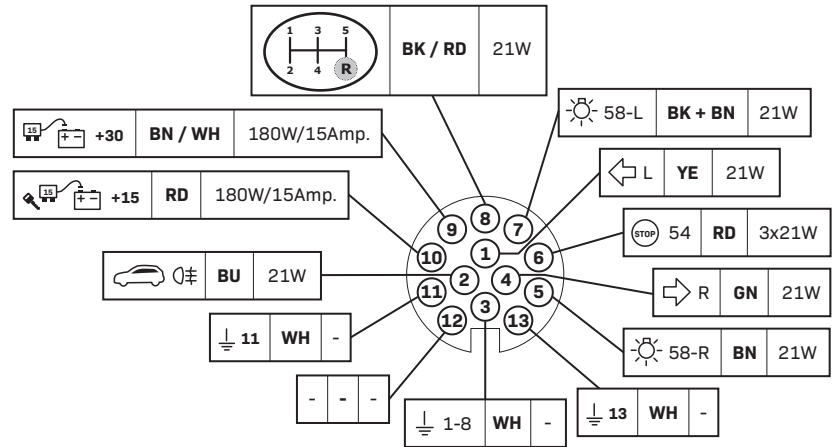 1 3 5
2 4 R
BK / RD 21W
58-L BK + BN 21W
15 + − +30 BN / WH 180W/15Amp.
L YE 21W
15 + − +15 RD 180W/15Amp.
STOP 54 RD 3x21W
BU 21W
R GN 21W
11 WH -
58-R BN 21W
- - -
1-8 WH -
13 WH -
8
9 7
10 1 6
2 4
11 3 5
12 13